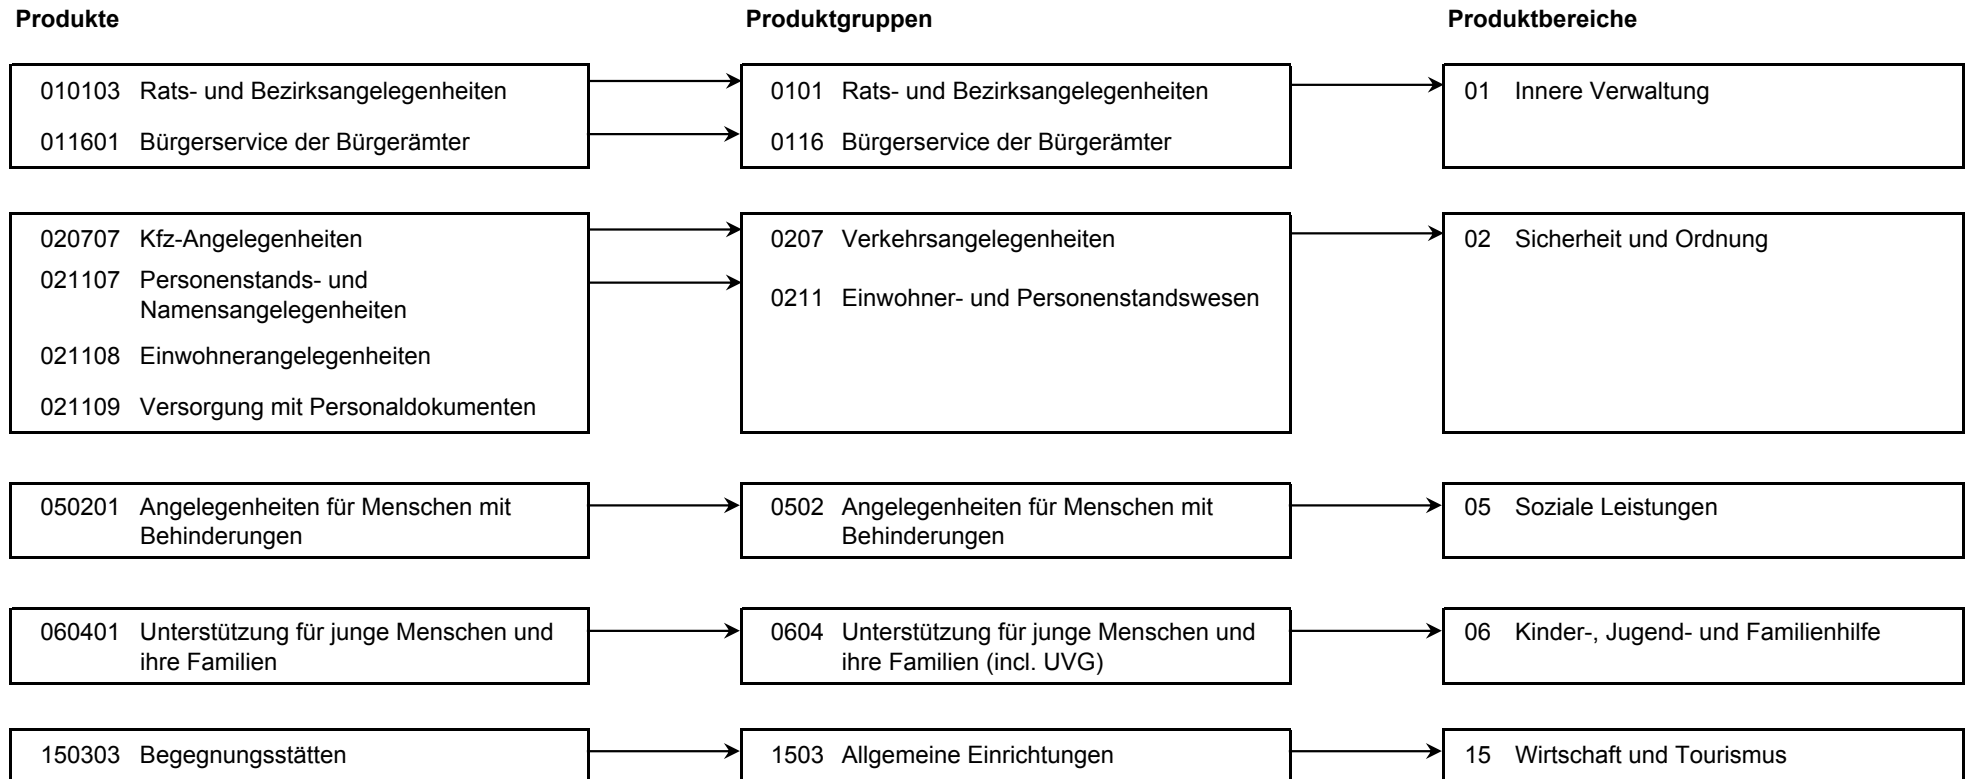 Produkte Produktgruppen Produktbereiche
010103 Rats- und Bezirksangelegenheiten 0101 Rats- und Bezirksangelegenheiten 01 Innere Verwaltung
011601 Bürgerservice der Bürgerämter 0116 Bürgerservice der Bürgerämter
020707 Kfz-Angelegenheiten 0207 Verkehrsangelegenheiten 02 Sicherheit und Ordnung
021107 Personenstands- und
Namensangelegenheiten
0211 Einwohner- und Personenstandswesen
021108 Einwohnerangelegenheiten
021109 Versorgung mit Personaldokumenten
050201 Angelegenheiten für Menschen mit
Behinderungen
0502 Angelegenheiten für Menschen mit
Behinderungen
05 Soziale Leistungen
060401 Unterstützung für junge Menschen und
ihre Familien
0604 Unterstützung für junge Menschen und
ihre Familien (incl. UVG)
06 Kinder-, Jugend- und Familienhilfe
150303 Begegnungsstätten 1503 Allgemeine Einrichtungen 15 Wirtschaft und Tourismus